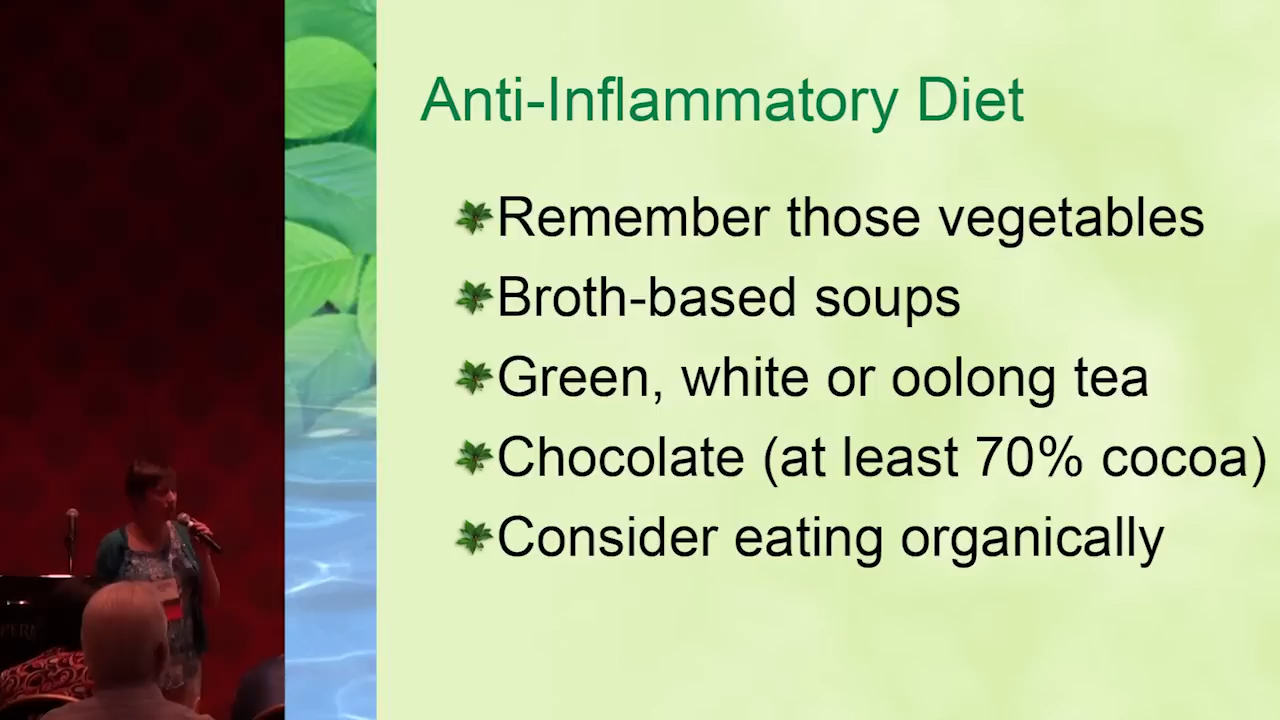 Anti-Inflammatory Diet
Remember those vegetables
Broth-based soups
Green, white or oolong tea
Chocolate (at least 70% cocoa)
Consider eating organically